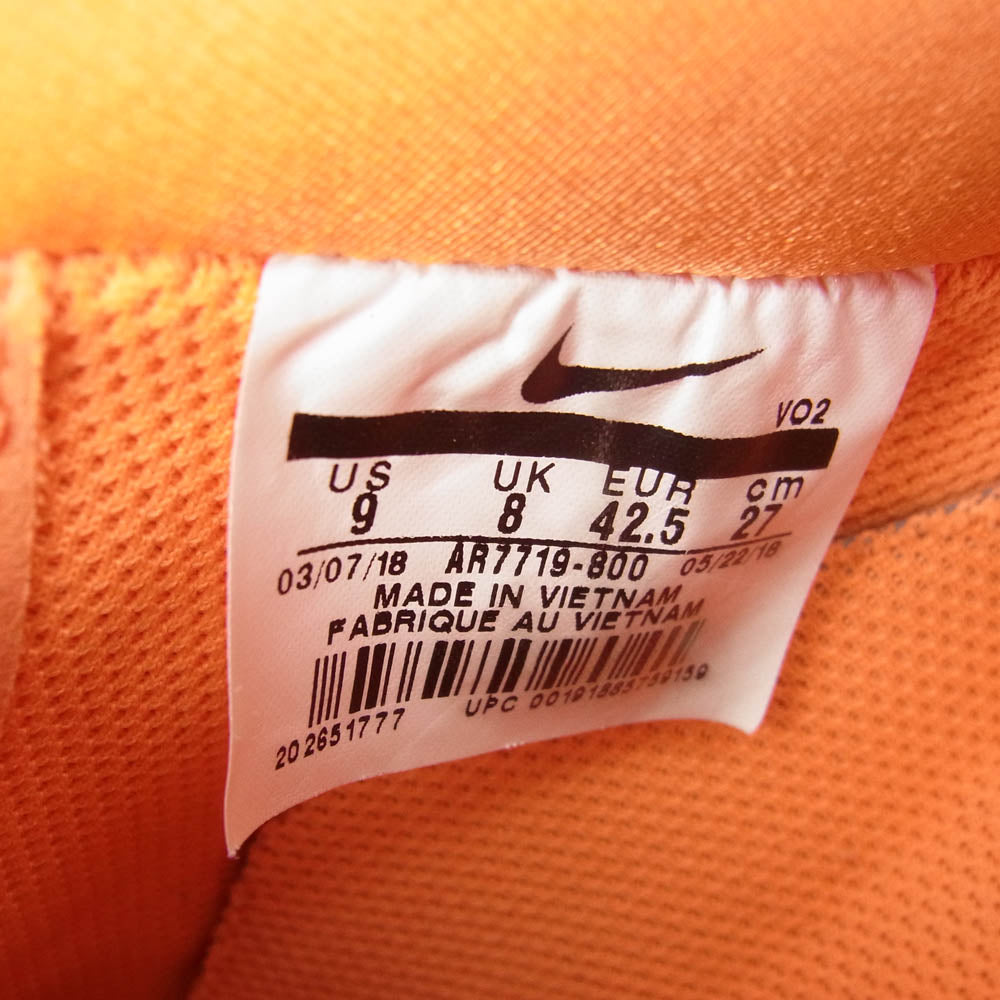 VO2
US UK EUR cm
9 8 42.5 27
03/07/18 AR7719-800 05/22/18
MADE IN VIETNAM
FABRIQUE AU VIETNAM
202651777 UPC